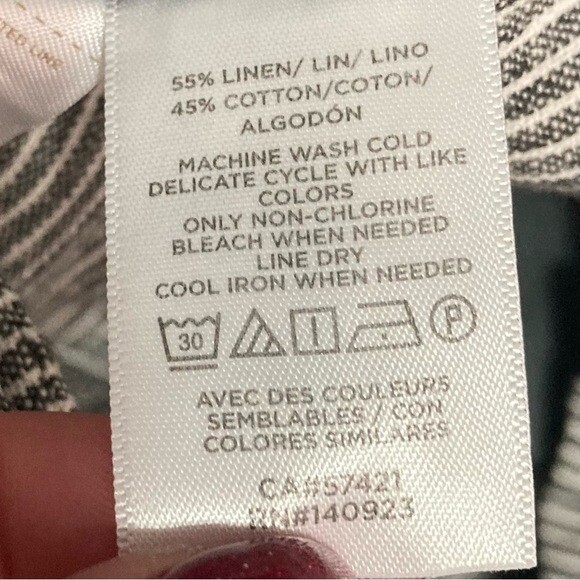 55% LINEN/ LIN/ LINO
45% COTTON/COTON/
ALGODÓN
MACHINE WASH COLD
DELICATE CYCLE WITH LIKE
COLORS
ONLY NON-CHLORINE
BLEACH WHEN NEEDED
LINE DRY
COOL IRON WHEN NEEDED
30 P
AVEC DES COULEURS
SEMBLABLES / CON
COLORES SIMILARES
CA#57421
RN#140923